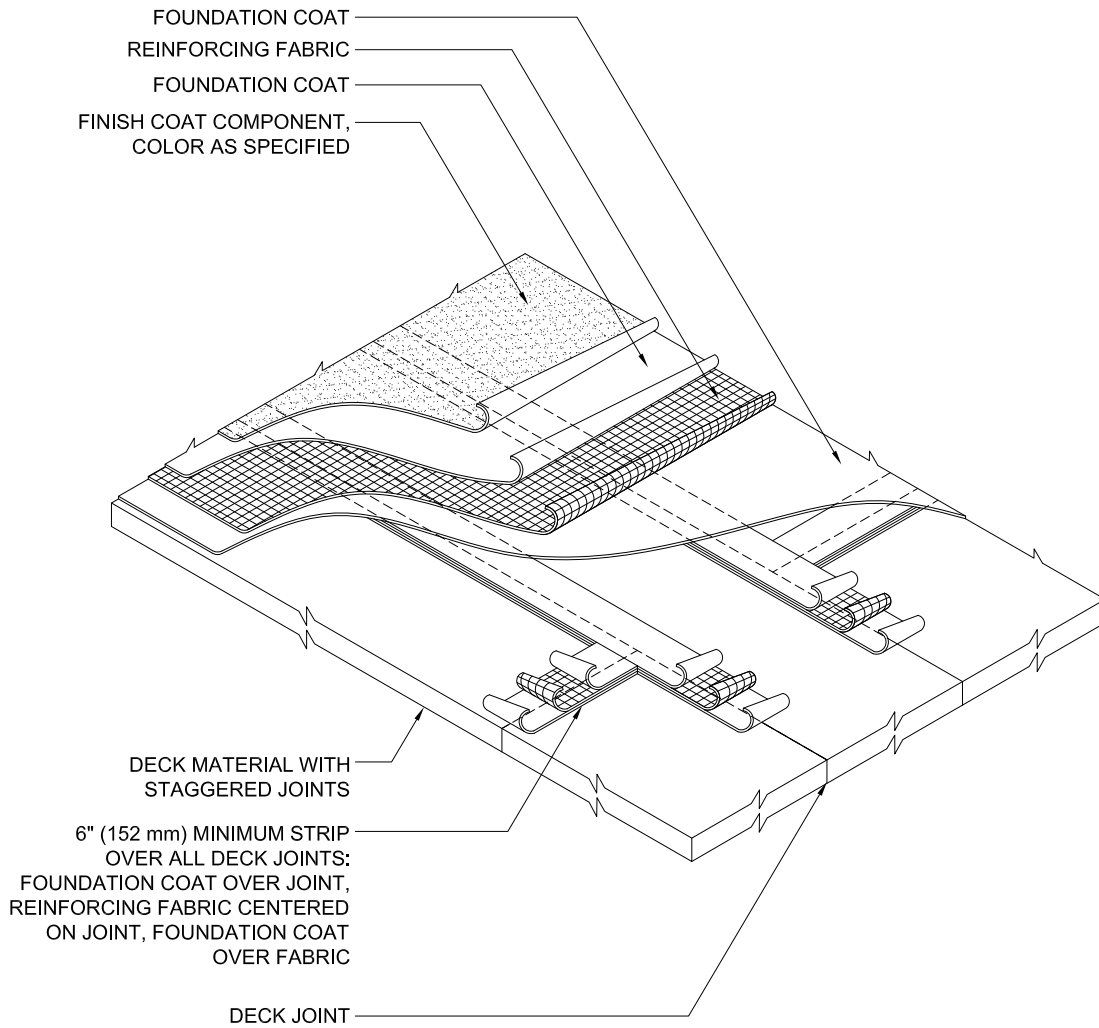 FOUNDATION COAT
REINFORCING FABRIC
FOUNDATION COAT
FINISH COAT COMPONENT,
COLOR AS SPECIFIED
DECK MATERIAL WITH
STAGGERED JOINTS
6" (152 mm) MINIMUM STRIP
OVER ALL DECK JOINTS:
FOUNDATION COAT OVER JOINT,
REINFORCING FABRIC CENTERED
ON JOINT, FOUNDATION COAT
OVER FABRIC
DECK JOINT